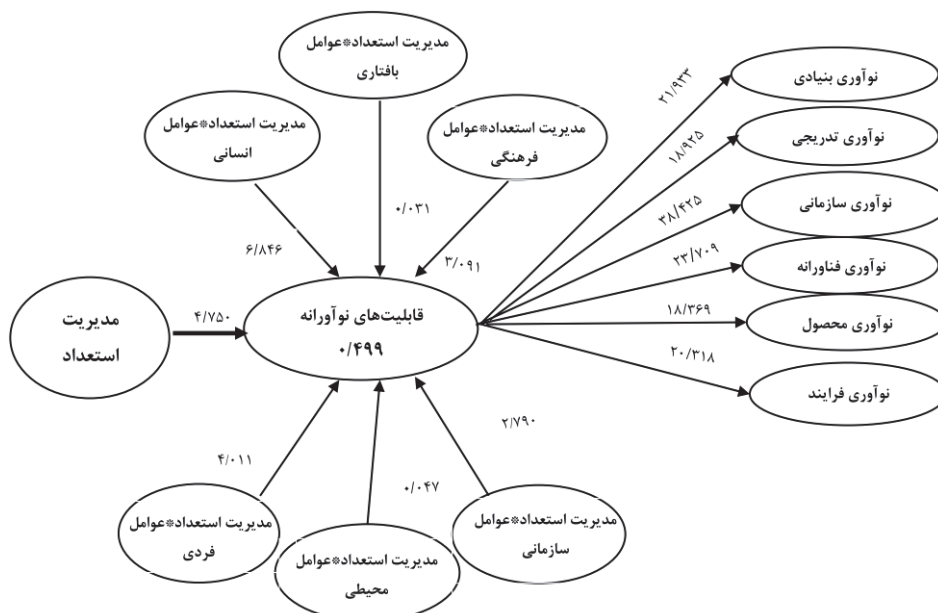 مدیریت استعداد*عوامل
بافتاری
مدیریت استعداد*عوامل
انسانی
مدیریت استعداد*عوامل
فرهنگی
نوآوری بنیادی
نوآوری تدریجی
نوآوری سازمانی
نوآوری فناورانه
نوآوری محصول
نوآوری فرایند
۲۱/۹۳۳
۱۸/۹۲۵
۳۸/۴۲۵
۲۳/۷۰۹
۱۸/۳۶۹
۲۰/۳۱۸
۶/۸۴۶
۰/۰۳۱
۳/۰۹۱
مدیریت
استعداد
۴/۷۵۰
قابلیت‌های نوآورانه
۰/۴۹۹
۴/۰۱۱
۰/۰۴۷
۲/۷۹۰
مدیریت استعداد*عوامل
فردی
مدیریت استعداد*عوامل
محیطی
مدیریت استعداد*عوامل
سازمانی